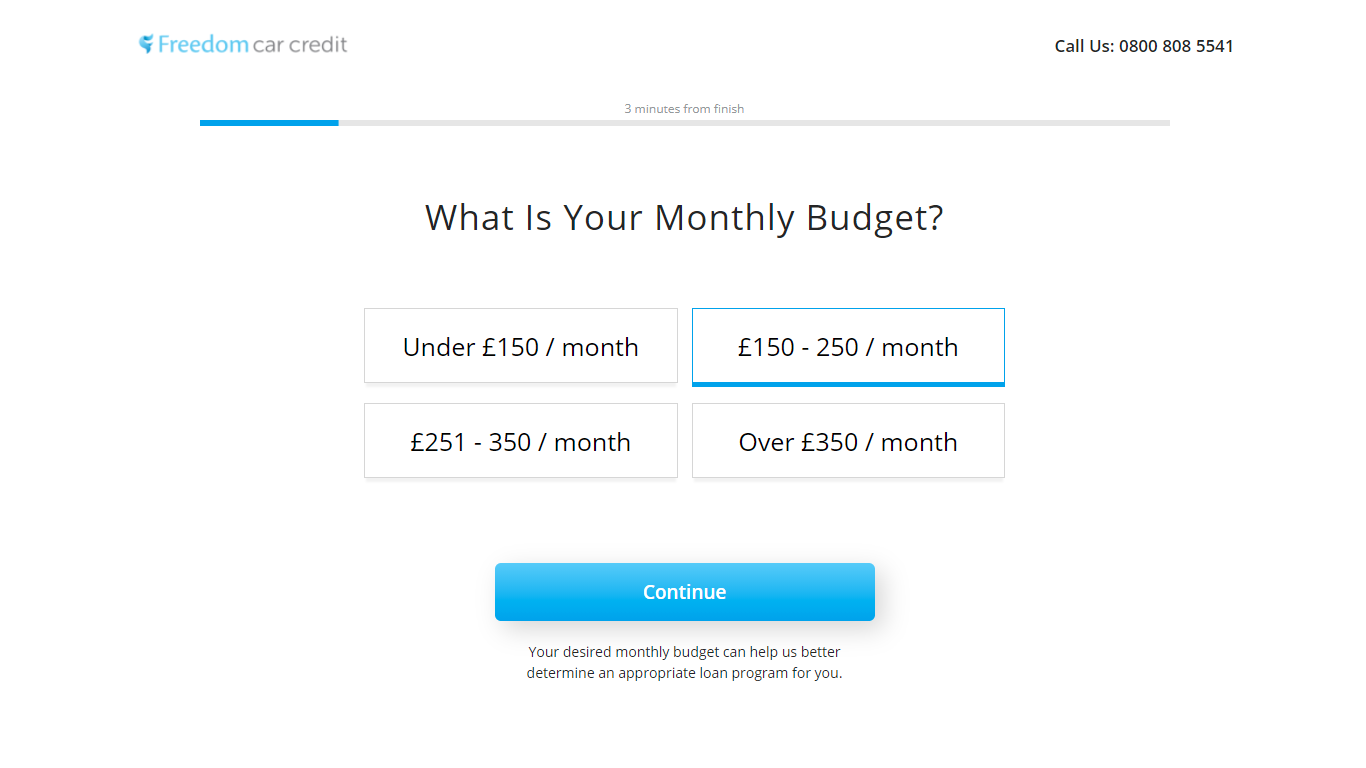 Freedom car credit
Call Us: 0800 808 5541
3 minutes from finish
What Is Your Monthly Budget?
Under £150 / month
£150 - 250 / month
£251 - 350 / month
Over £350 / month
Continue
Your desired monthly budget can help us better
determine an appropriate loan program for you.